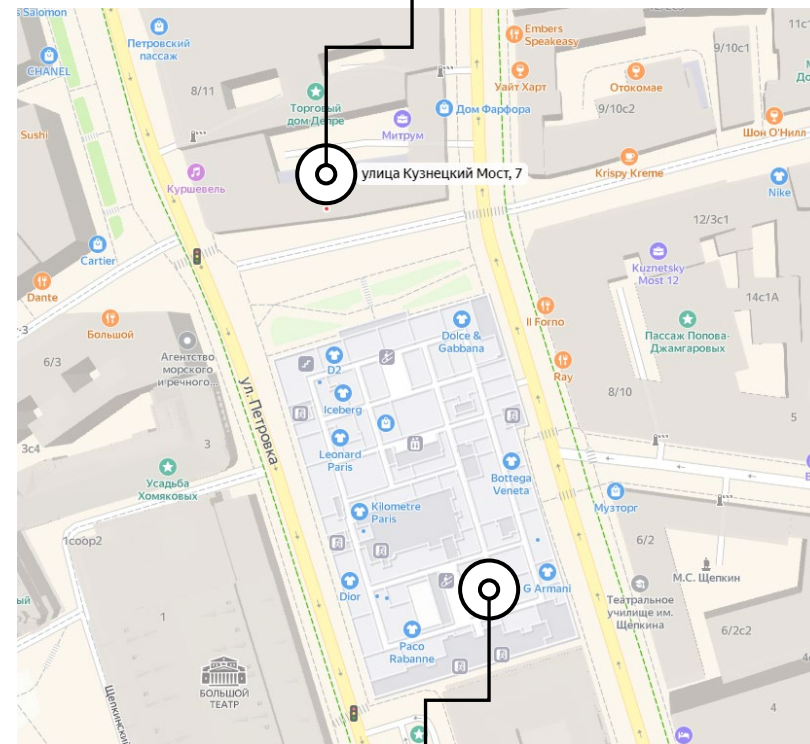 s Salomon
CHANEL
Петровский
пассаж
8/11
Торговый
дом Депре
Митрум
Дом Фарфора
Embers
Speakeasy
Уайт Харт
Отокомае
9/10с1
9/10с2
11с1
Шон О'Нилл
Sushi
Куршевель
улица Кузнецкий Мост, 7
Krispy Kreme
Nike
12/3с1
Cartier
Dante
Большой
Kuznetsky
Most 12
14с1А
Пассаж Попова-
Джамгаровых
Il Forno
Ray
8/10
5
Dolce &
Gabbana
D2
Iceberg
Leonard
Paris
Kilometre
Paris
Bottega
Veneta
6/3
Агентство
морского
и речного...
ул. Петровка
3с4
3
Усадьба
Хомяковых
1соор2
Музторг
6/2
М.С. Щепкин
Dior
G Armani
Театральное
училище им.
Щепкина
Paco
Rabanne
6/2с2
1
БОЛЬШОЙ
ТЕАТР
Щепкинский
4